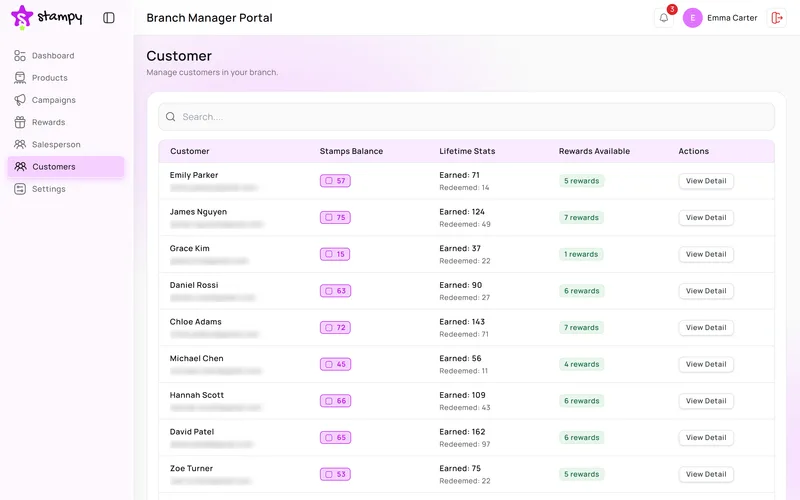 stampy
Branch Manager Portal
3
E
Emma Carter
Dashboard
Products
Campaigns
Rewards
Salesperson
Customers
Settings
Customer
Manage customers in your branch.
Search....
Customer Stamps Balance Lifetime Stats Rewards Available Actions
Emily Parker 57 Earned: 71 5 rewards View Detail
Redeemed: 14
James Nguyen 75 Earned: 124 7 rewards View Detail
Redeemed: 49
Grace Kim 15 Earned: 37 1 rewards View Detail
Redeemed: 22
Daniel Rossi 63 Earned: 90 6 rewards View Detail
Redeemed: 27
Chloe Adams 72 Earned: 143 7 rewards View Detail
Redeemed: 71
Michael Chen 45 Earned: 56 4 rewards View Detail
Redeemed: 11
Hannah Scott 66 Earned: 109 6 rewards View Detail
Redeemed: 43
David Patel 65 Earned: 162 6 rewards View Detail
Redeemed: 97
Zoe Turner 53 Earned: 75 5 rewards View Detail
Redeemed: 22